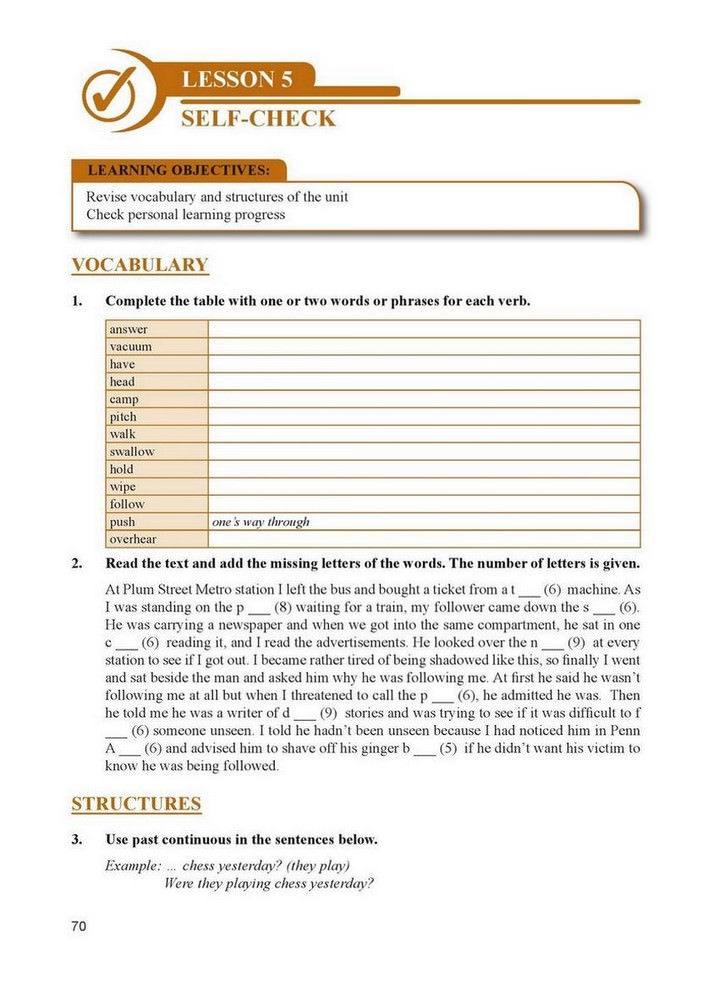 LESSON 5
SELF-CHECK
LEARNING OBJECTIVES:
Revise vocabulary and structures of the unit
Check personal learning progress
VOCABULARY
1. Complete the table with one or two words or phrases for each verb.
answer
vacuum
have
head
camp
pitch
walk
swallow
hold
wipe
follow
push one's way through
overhear
2. Read the text and add the missing letters of the words. The number of letters is given.
At Plum Street Metro station I left the bus and bought a ticket from a t ___ (6) machine. As
I was standing on the p ___ (8) waiting for a train, my follower came down the s ___ (6).
He was carrying a newspaper and when we got into the same compartment, he sat in one
c ___ (6) reading it, and I read the advertisements. He looked over the n ___ (9) at every
station to see if I got out. I became rather tired of being shadowed like this, so finally I went
and sat beside the man and asked him why he was following me. At first he said he wasn't
following me at all but when I threatened to call the p ___ (6), he admitted he was. Then
he told me he was a writer of d ___ (9) stories and was trying to see if it was difficult to f
___ (6) someone unseen. I told he hadn't been unseen because I had noticed him in Penn
A ___ (6) and advised him to shave off his ginger b ___ (5) if he didn't want his victim to
know he was being followed.
STRUCTURES
3. Use past continuous in the sentences below.
Example: ... chess yesterday? (they play)
Were they playing chess yesterday?
70